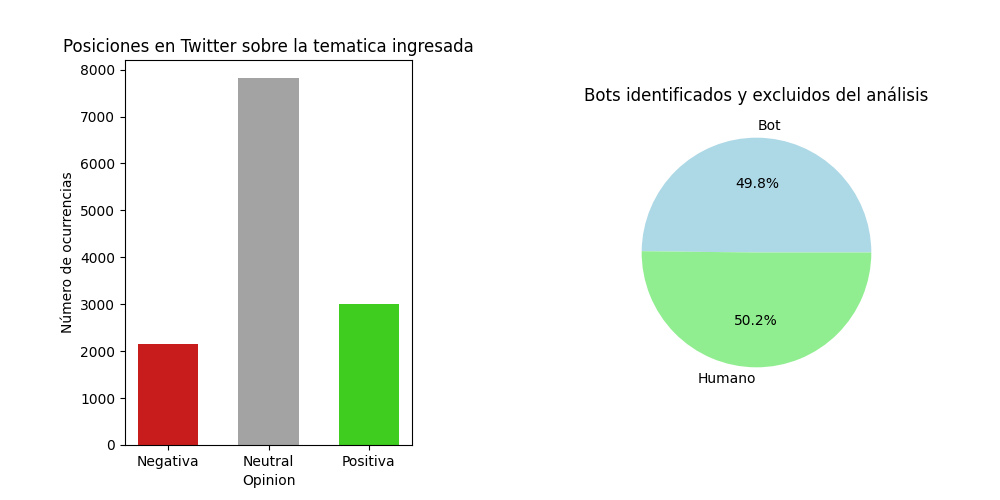 Posiciones en Twitter sobre la tematica ingresada
Número de ocurrencias
8000
7000
6000
5000
4000
3000
2000
1000
0
Negativa
Neutral
Positiva
Opinion
Bots identificados y excluidos del análisis
Bot
49.8%
50.2%
Humano